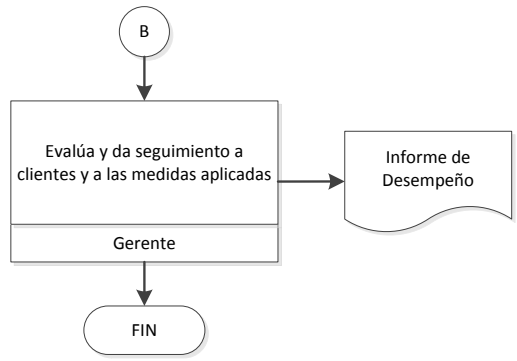 B
Evalúa y da seguimiento a
clientes y a las medidas aplicadas
Informe de
Desempeño
Gerente
FIN